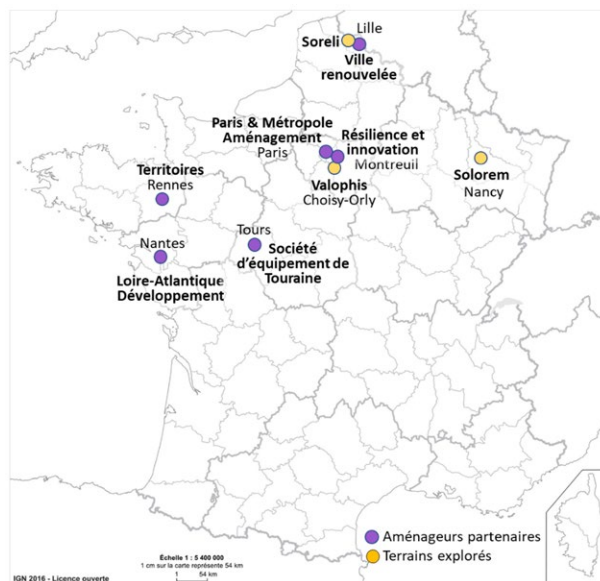 Lille
Soreli
Ville
renouvelée
Paris & Métropole
Aménagement
Paris
Résilience et
innovation
Montreuil
Valophis
Choisy-Orly
Solorem
Nancy
Territoires
Rennes
Nantes
Loire-Atlantique
Développement
Tours
Société
d'équipement de
Touraine
Aménageurs partenaires
Terrains explorés
Échelle 1 : 5 400 000
1 cm sur la carte représente 54 km
1 54 km
IGN 2016 - Licence ouverte